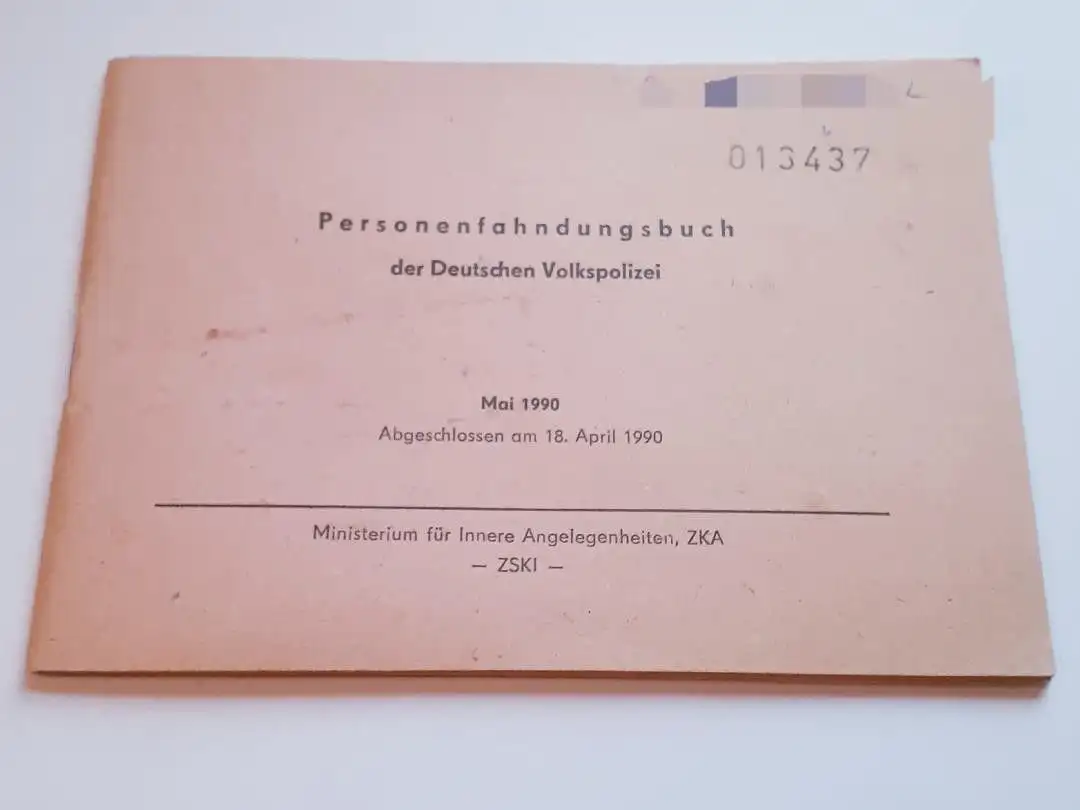 013437
Personenfahndungsbuch
der Deutschen Volkspolizei
Mai 1990
Abgeschlossen am 18. April 1990
Ministerium für Innere Angelegenheiten, ZKA
— ZSKI —